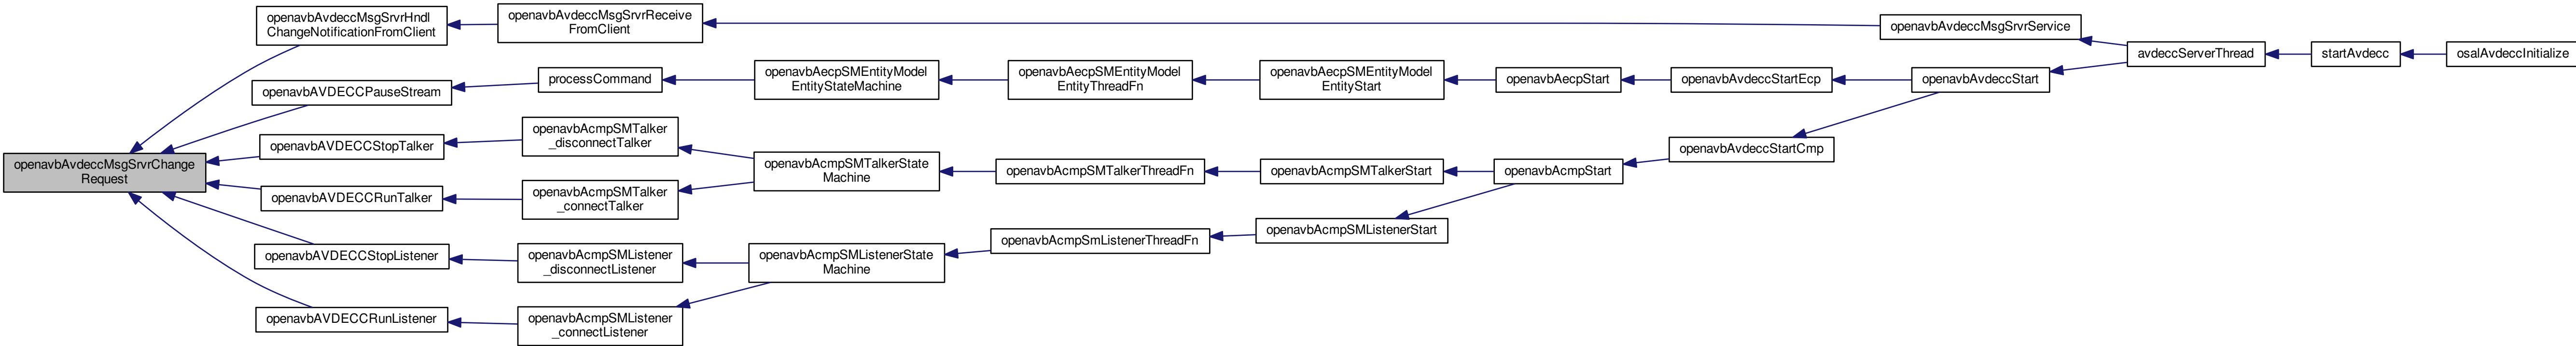 openavbAvdeccMsgSrvrChange
Request
openavbAvdeccMsgSrvrHndl
ChangeNotificationFromClient
openavbAvdeccMsgSrvrReceive
FromClient
openavbAvdeccMsgSrvrService
avdeccServerThread
startAvdecc
osalAvdeccInitialize
openavbAVDECCPauseStream
processCommand
openavbAecpSMEntityModel
EntityStateMachine
openavbAecpSMEntityModel
EntityThreadFn
openavbAecpSMEntityModel
EntityStart
openavbAecpStart
openavbAvdeccStartEcp
openavbAvdeccStart
openavbAVDECCStopTalker
openavbAcmpSMTalker
_disconnectTalker
openavbAcmpSMTalkerState
Machine
openavbAcmpSMTalkerThreadFn
openavbAcmpSMTalkerStart
openavbAcmpStart
openavbAvdeccStartCmp
openavbAVDECCRunTalker
openavbAcmpSMTalker
_connectTalker
openavbAVDECCStopListener
openavbAcmpSMListener
_disconnectListener
openavbAcmpSMListenerState
Machine
openavbAcmpSmListenerThreadFn
openavbAcmpSMListenerStart
openavbAVDECCRunListener
openavbAcmpSMListener
_connectListener